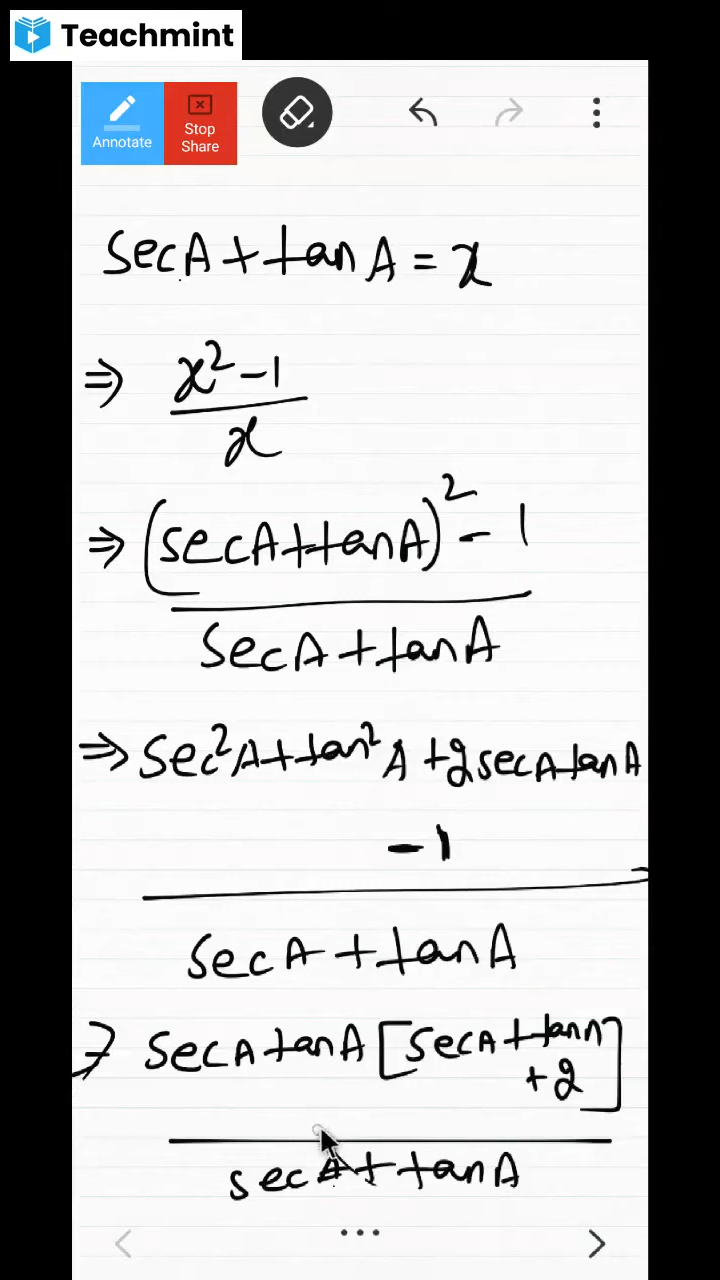 Teachmint
Annotate
Stop
Share
secA + tanA = x
⇒ x² - 1
x
⇒ (secA + tanA)² - 1
secA + tanA
⇒ sec²A + tan²A + 2secA tanA
- 1
secA + tanA
⇒ secA tanA [secA + tanA
+ 2]
secA + tanA